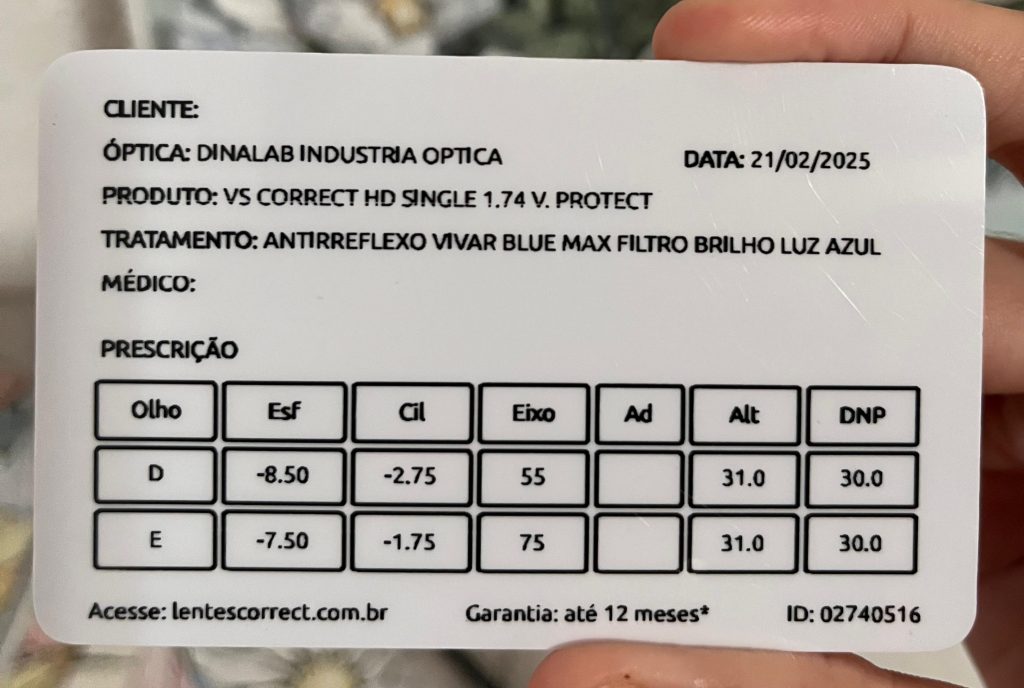 CLIENTE:
ÓPTICA: DINALAB INDUSTRIA OPTICA DATA: 21/02/2025
PRODUTO: VS CORRECT HD SINGLE 1.74 V. PROTECT
TRATAMENTO: ANTIRREFLEXO VIVAR BLUE MAX FILTRO BRILHO LUZ AZUL
MÉDICO:
PRESCRIÇÃO
Olho Esf Cil Eixo Ad Alt DNP
D -8.50 -2.75 55 31.0 30.0
E -7.50 -1.75 75 31.0 30.0
Acesse: lentescorrect.com.br Garantia: até 12 meses* ID: 02740516